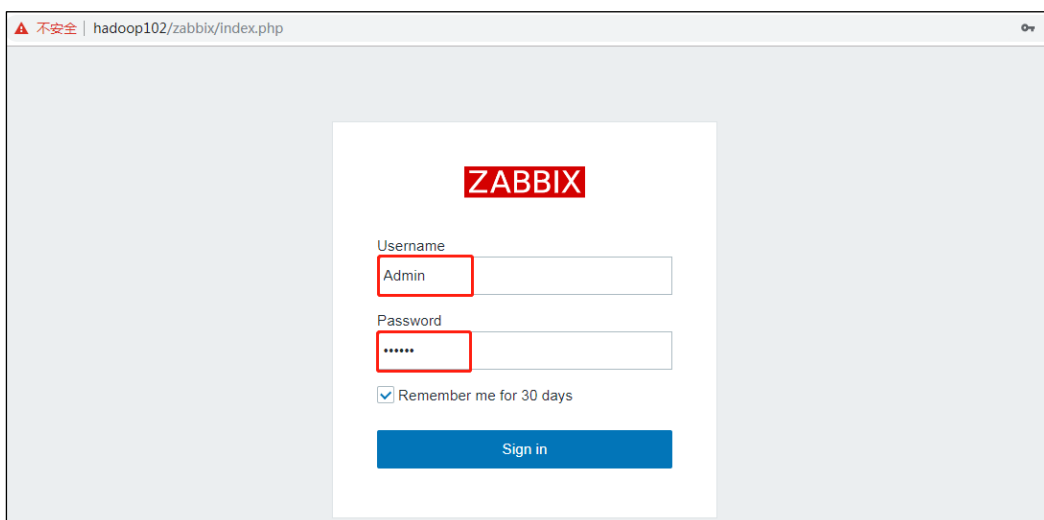 不安全 | hadoop102/zabbix/index.php
ZABBIX
Username
Admin
Password
••••••
Remember me for 30 days
Sign in